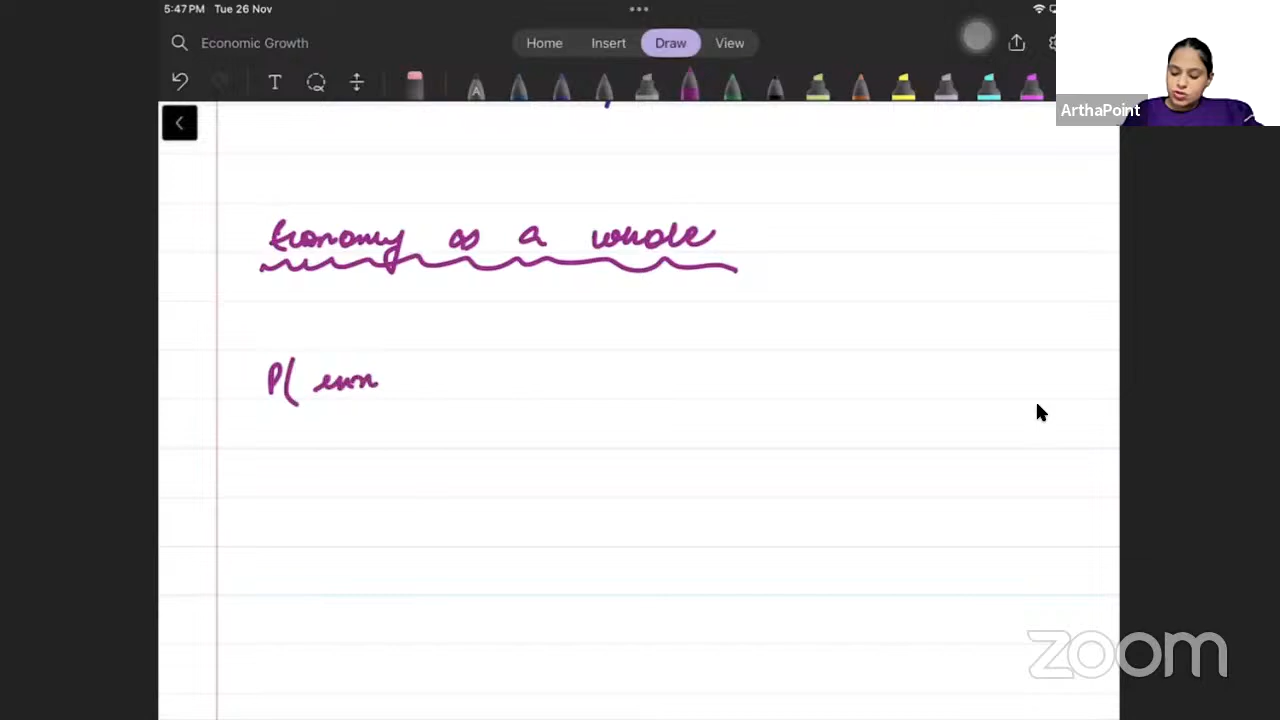 5:47 PM Tue 26 Nov
Economic Growth
Home Insert Draw View
T
A
ArthaPoint
Economy as a whole
P(
zoom